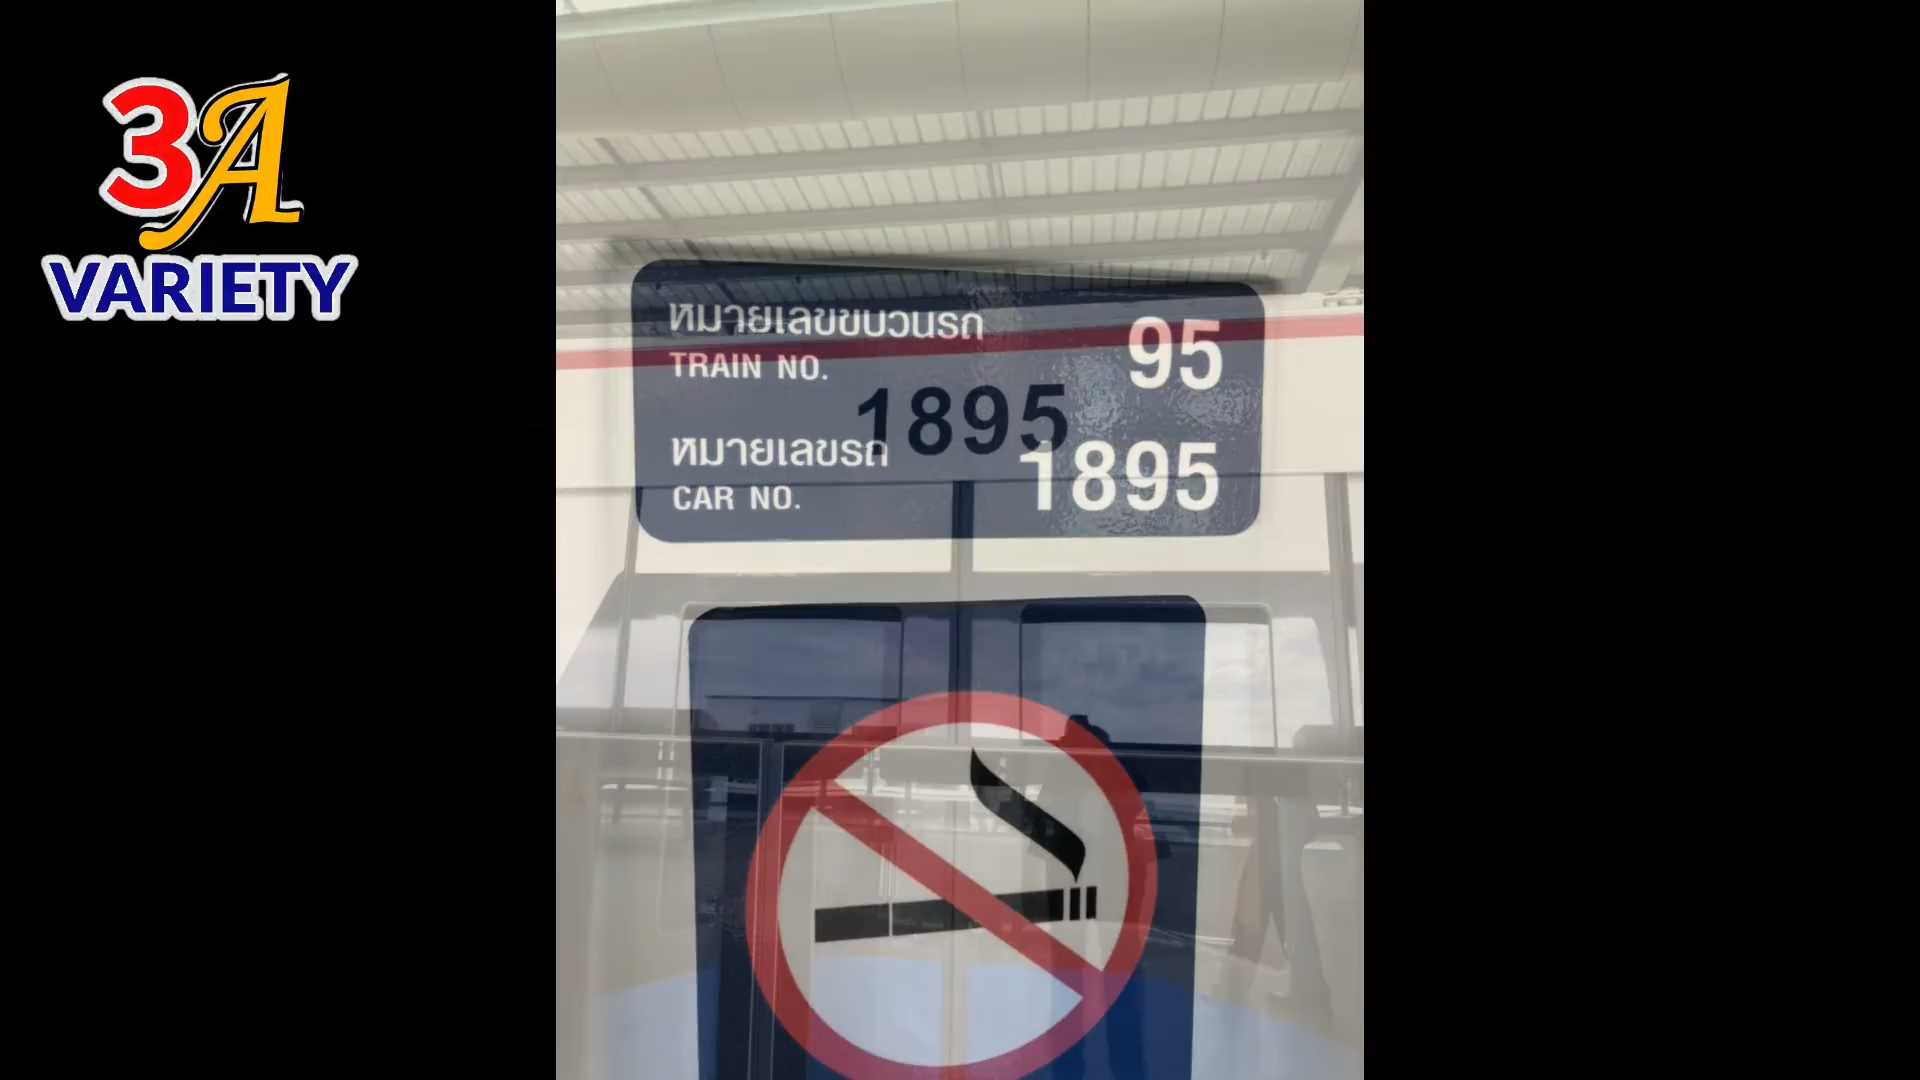 3A
VARIETY
หมายเลขขบวนรถ 95
TRAIN NO.
1895
หมายเลขรถ 1895
CAR NO.